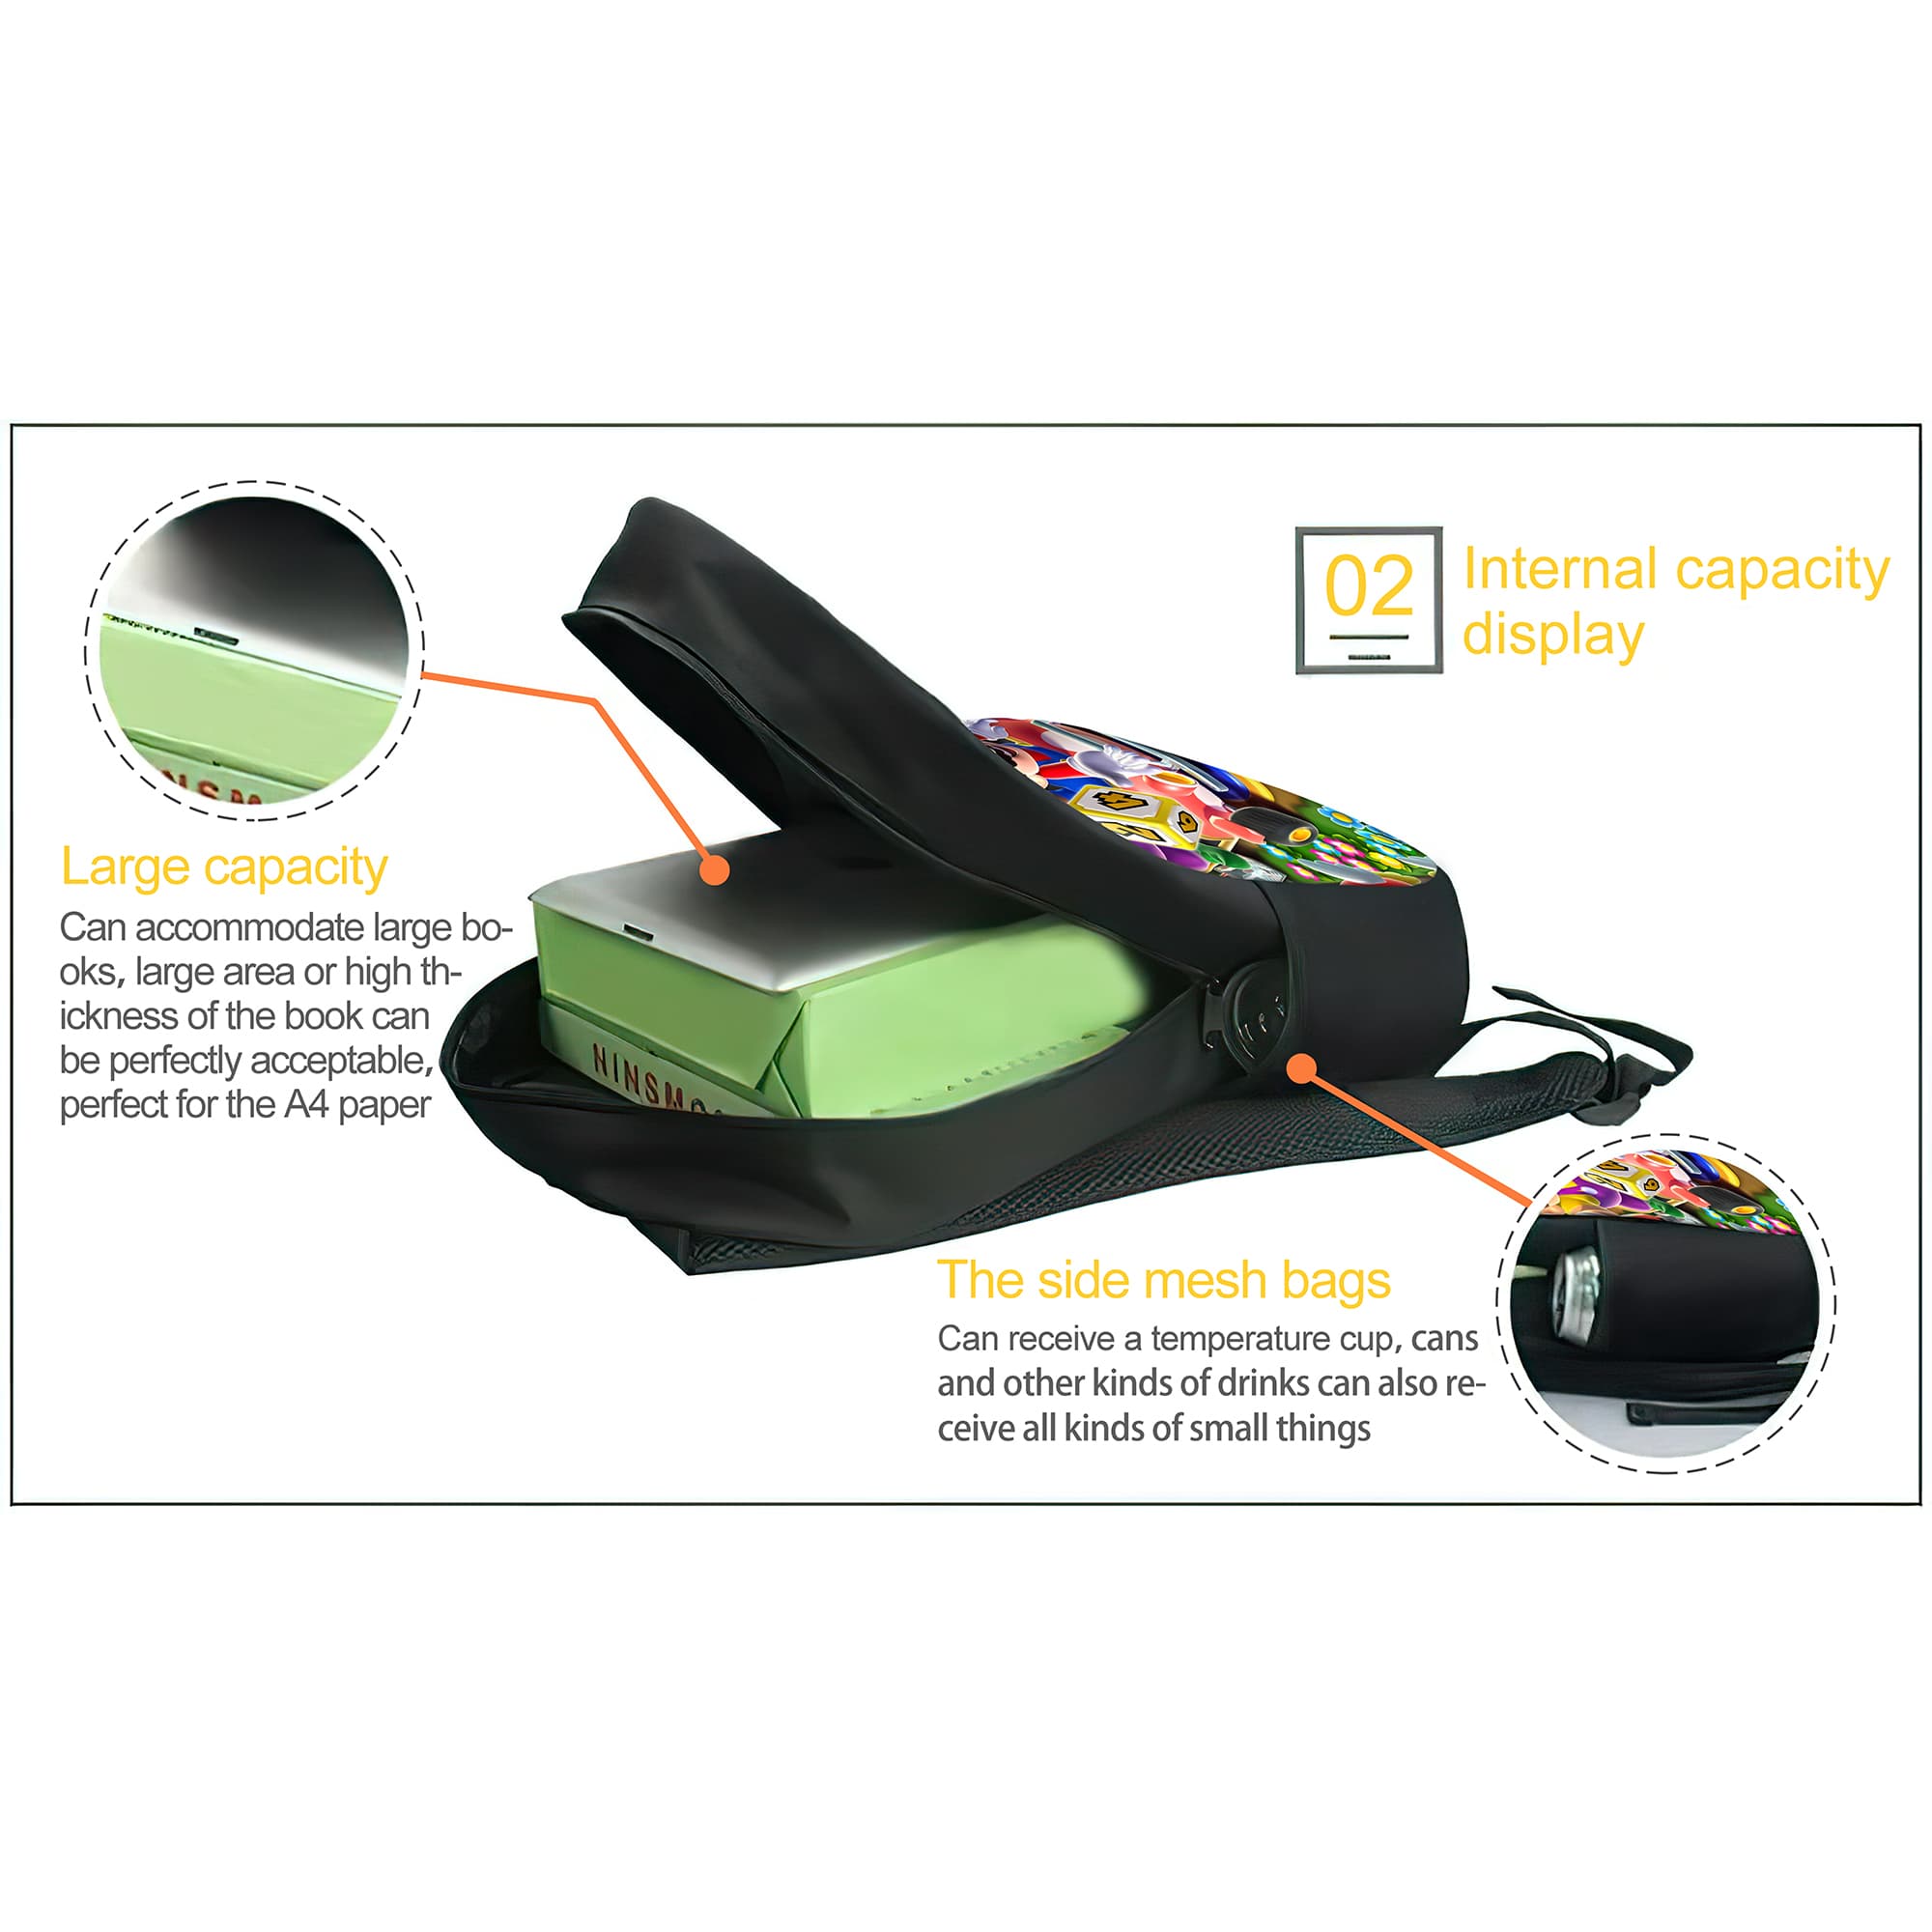 02
Internal capacity
display
Large capacity
Can accommodate large bo-
oks, large area or high th-
ickness of the book can
be perfectly acceptable,
perfect for the A4 paper
The side mesh bags
Can receive a temperature cup, cans
and other kinds of drinks can also re-
ceive all kinds of small things